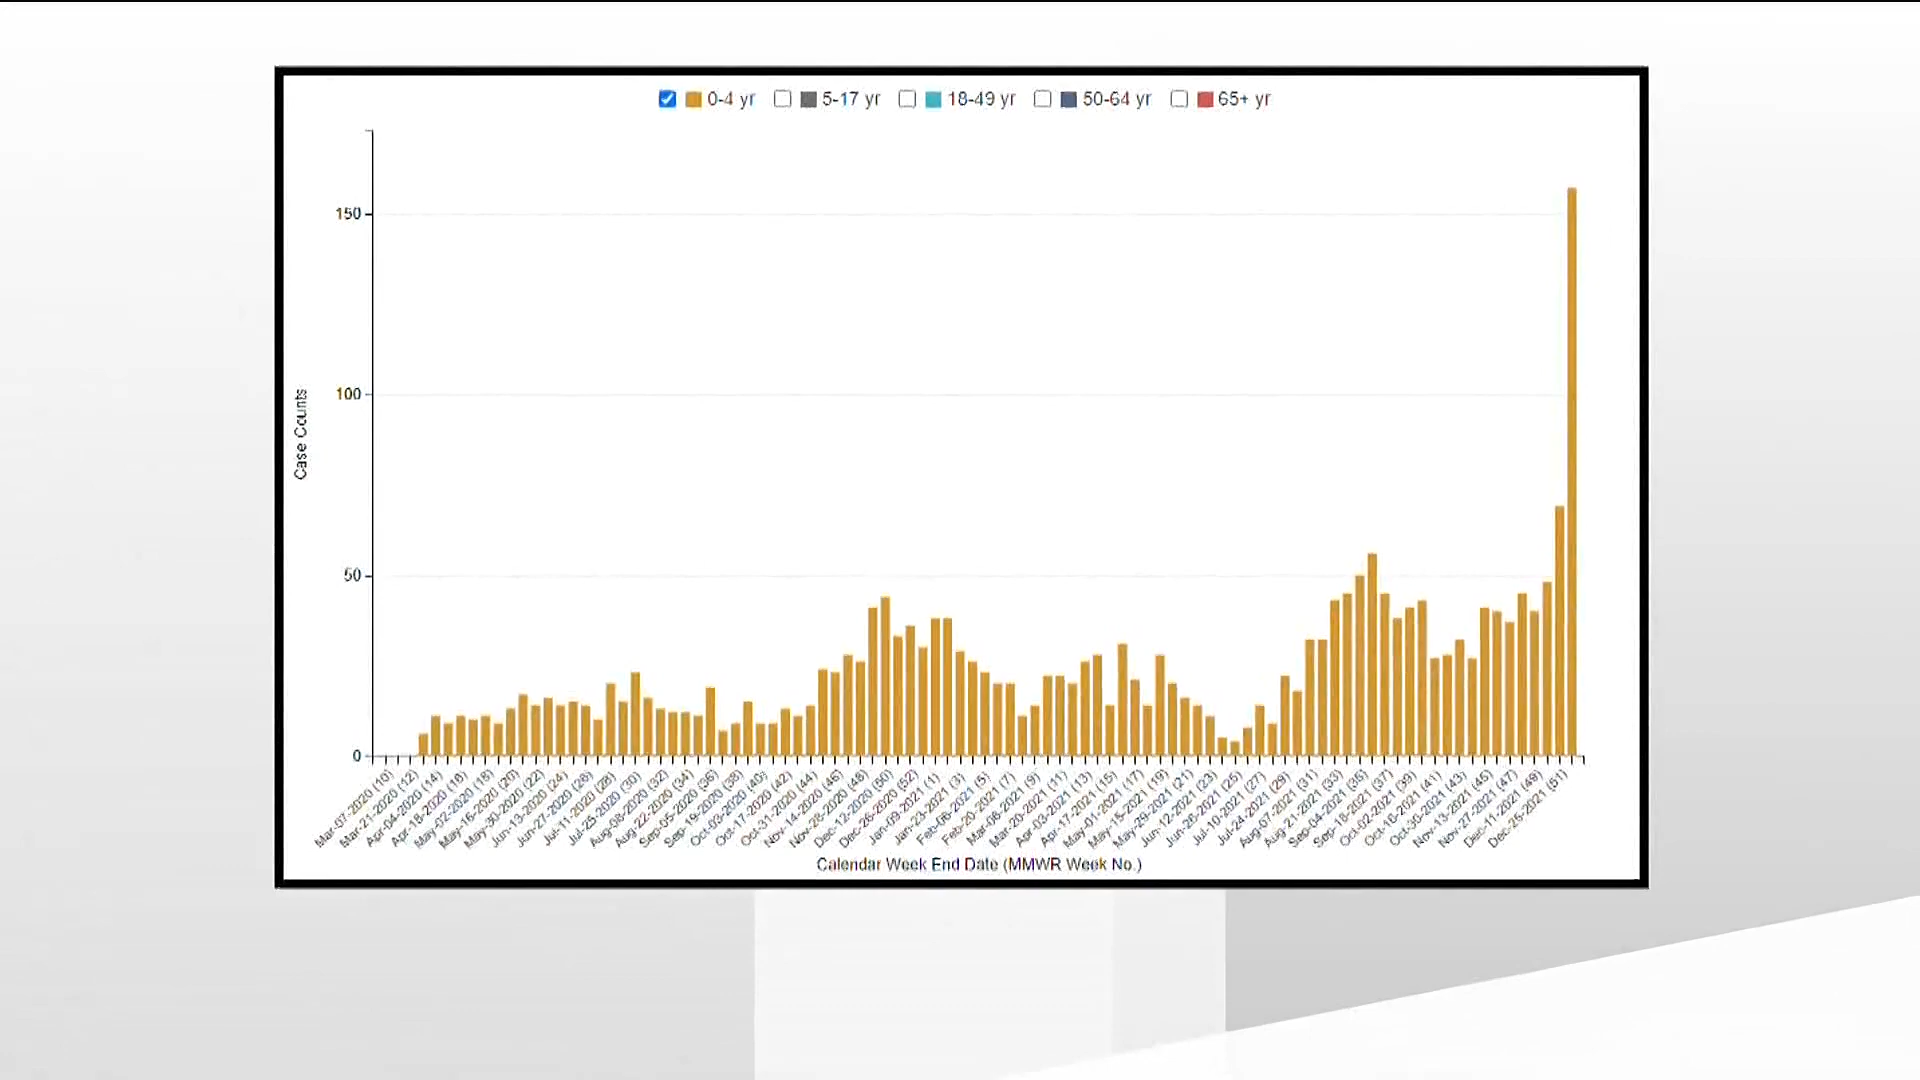 0-4 yr 5-17 yr 18-49 yr 50-64 yr 65+ yr
150
100
50
0
Case Counts
Mar-07-2020 (10)
Mar-21-2020 (12)
Apr-04-2020 (14)
Apr-18-2020 (16)
May-02-2020 (18)
May-16-2020 (20)
May-30-2020 (22)
Jun-13-2020 (24)
Jun-27-2020 (26)
Jul-11-2020 (28)
Jul-25-2020 (30)
Aug-08-2020 (32)
Aug-22-2020 (34)
Sep-05-2020 (36)
Sep-19-2020 (38)
Oct-03-2020 (40)
Oct-17-2020 (42)
Oct-31-2020 (44)
Nov-14-2020 (46)
Nov-28-2020 (48)
Dec-12-2020 (50)
Dec-26-2020 (52)
Jan-09-2021 (1)
Jan-23-2021 (3)
Feb-06-2021 (5)
Feb-20-2021 (7)
Mar-06-2021 (9)
Mar-20-2021 (11)
Apr-03-2021 (13)
Apr-17-2021 (15)
May-01-2021 (17)
May-15-2021 (19)
May-29-2021 (21)
Jun-12-2021 (23)
Jun-26-2021 (25)
Jul-10-2021 (27)
Jul-24-2021 (29)
Aug-07-2021 (31)
Aug-21-2021 (33)
Sep-04-2021 (35)
Sep-18-2021 (37)
Oct-02-2021 (39)
Oct-16-2021 (41)
Oct-30-2021 (43)
Nov-13-2021 (45)
Nov-27-2021 (47)
Dec-11-2021 (49)
Dec-25-2021 (51)
Calendar Week End Date (MMWR Week No.)